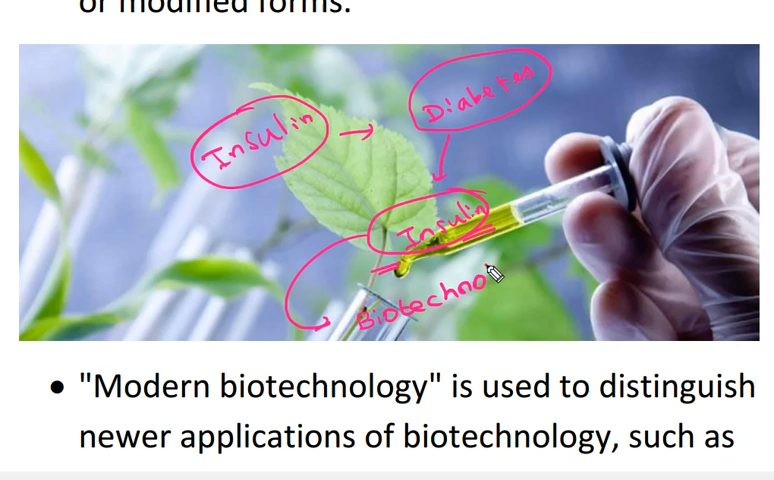 or modified forms.
Insulin
Diabetes
Insulin
Biotechno
• "Modern biotechnology" is used to distinguish
newer applications of biotechnology, such as